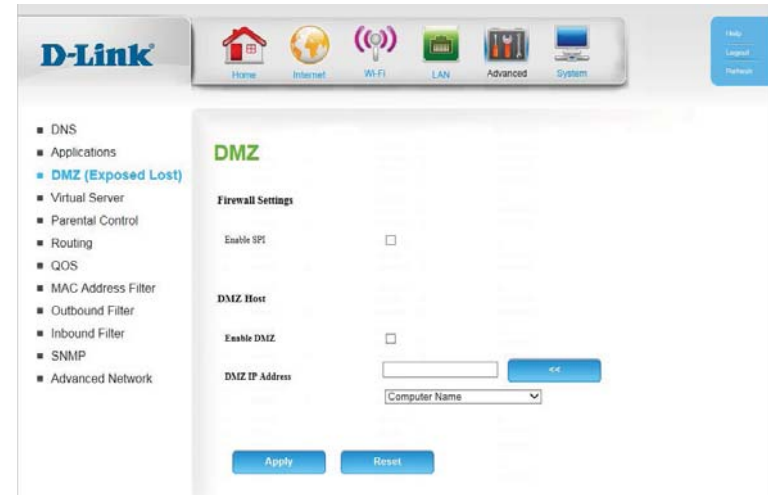 D-Link
Home
Internet
Wi-Fi
LAN
Advanced
System
Help
Logout
Refresh
DNS
Applications
DMZ (Exposed Lost)
Virtual Server
Parental Control
Routing
QOS
MAC Address Filter
Outbound Filter
Inbound Filter
SNMP
Advanced Network
DMZ
Firewall Settings
Enable SPI
DMZ Host
Enable DMZ
DMZ IP Address
<<
Computer Name
Apply
Reset